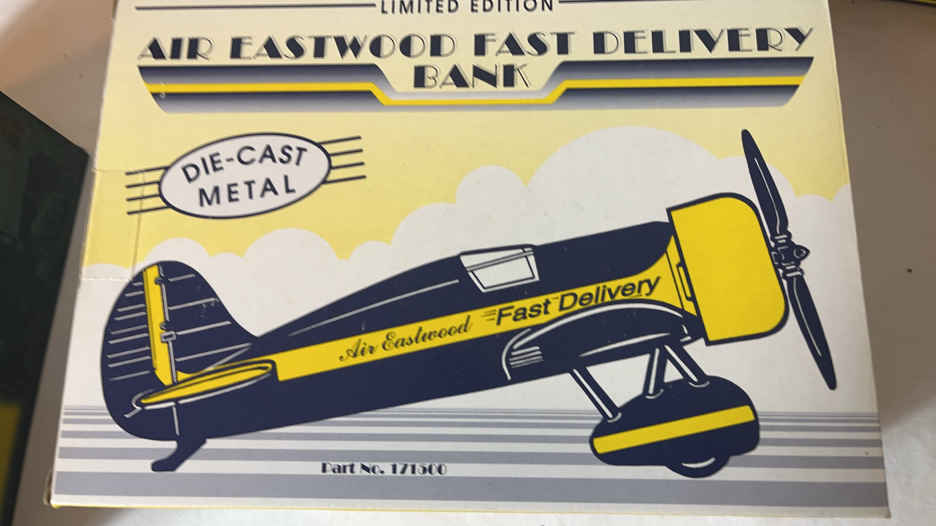 LIMITED EDITION
AIR EASTWOOD FAST DELIVERY
BANK
DIE-CAST
METAL
Air Eastwood Fast Delivery
Part No. 171500